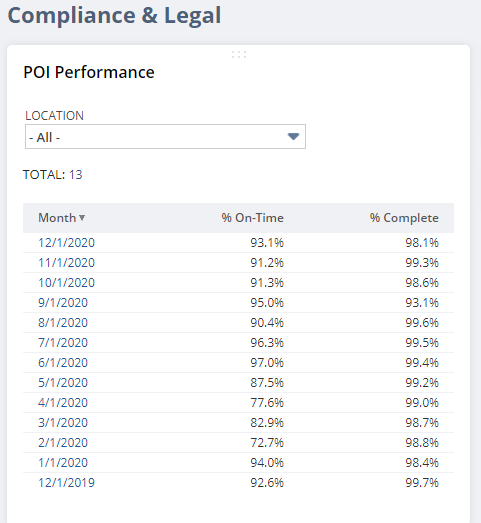 Compliance & Legal
POI Performance
LOCATION
- All -
TOTAL: 13
Month % On-Time % Complete
12/1/2020 93.1% 98.1%
11/1/2020 91.2% 99.3%
10/1/2020 91.3% 98.6%
9/1/2020 95.0% 93.1%
8/1/2020 90.4% 99.6%
7/1/2020 96.3% 99.5%
6/1/2020 97.0% 99.4%
5/1/2020 87.5% 99.2%
4/1/2020 77.6% 99.0%
3/1/2020 82.9% 98.7%
2/1/2020 72.7% 98.8%
1/1/2020 94.0% 98.4%
12/1/2019 92.6% 99.7%